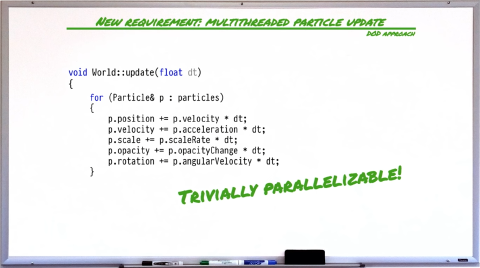 New requirement: multithreaded particle update
DOD approach
void World::update(float dt)
{
for (Particle& p : particles)
{
p.position += p.velocity * dt;
p.velocity += p.acceleration * dt;
p.scale += p.scaleRate * dt;
p.opacity += p.opacityChange * dt;
p.rotation += p.angularVelocity * dt;
}
Trivially parallelizable!